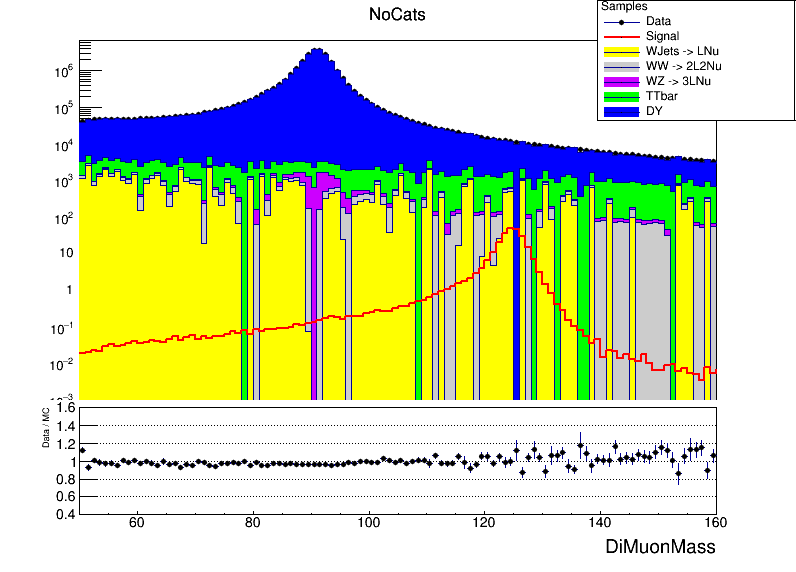 NoCats
Samples
Data
Signal
WJets -> LNu
WW -> 2L2Nu
WZ -> 3LNu
TTbar
DY
10^6
10^5
10^4
10^3
10^2
10
1
10^-1
10^-2
10^-3
Data / MC
1.6
1.4
1.2
1
0.8
0.6
0.4
60
80
100
120
140
160
DiMuonMass